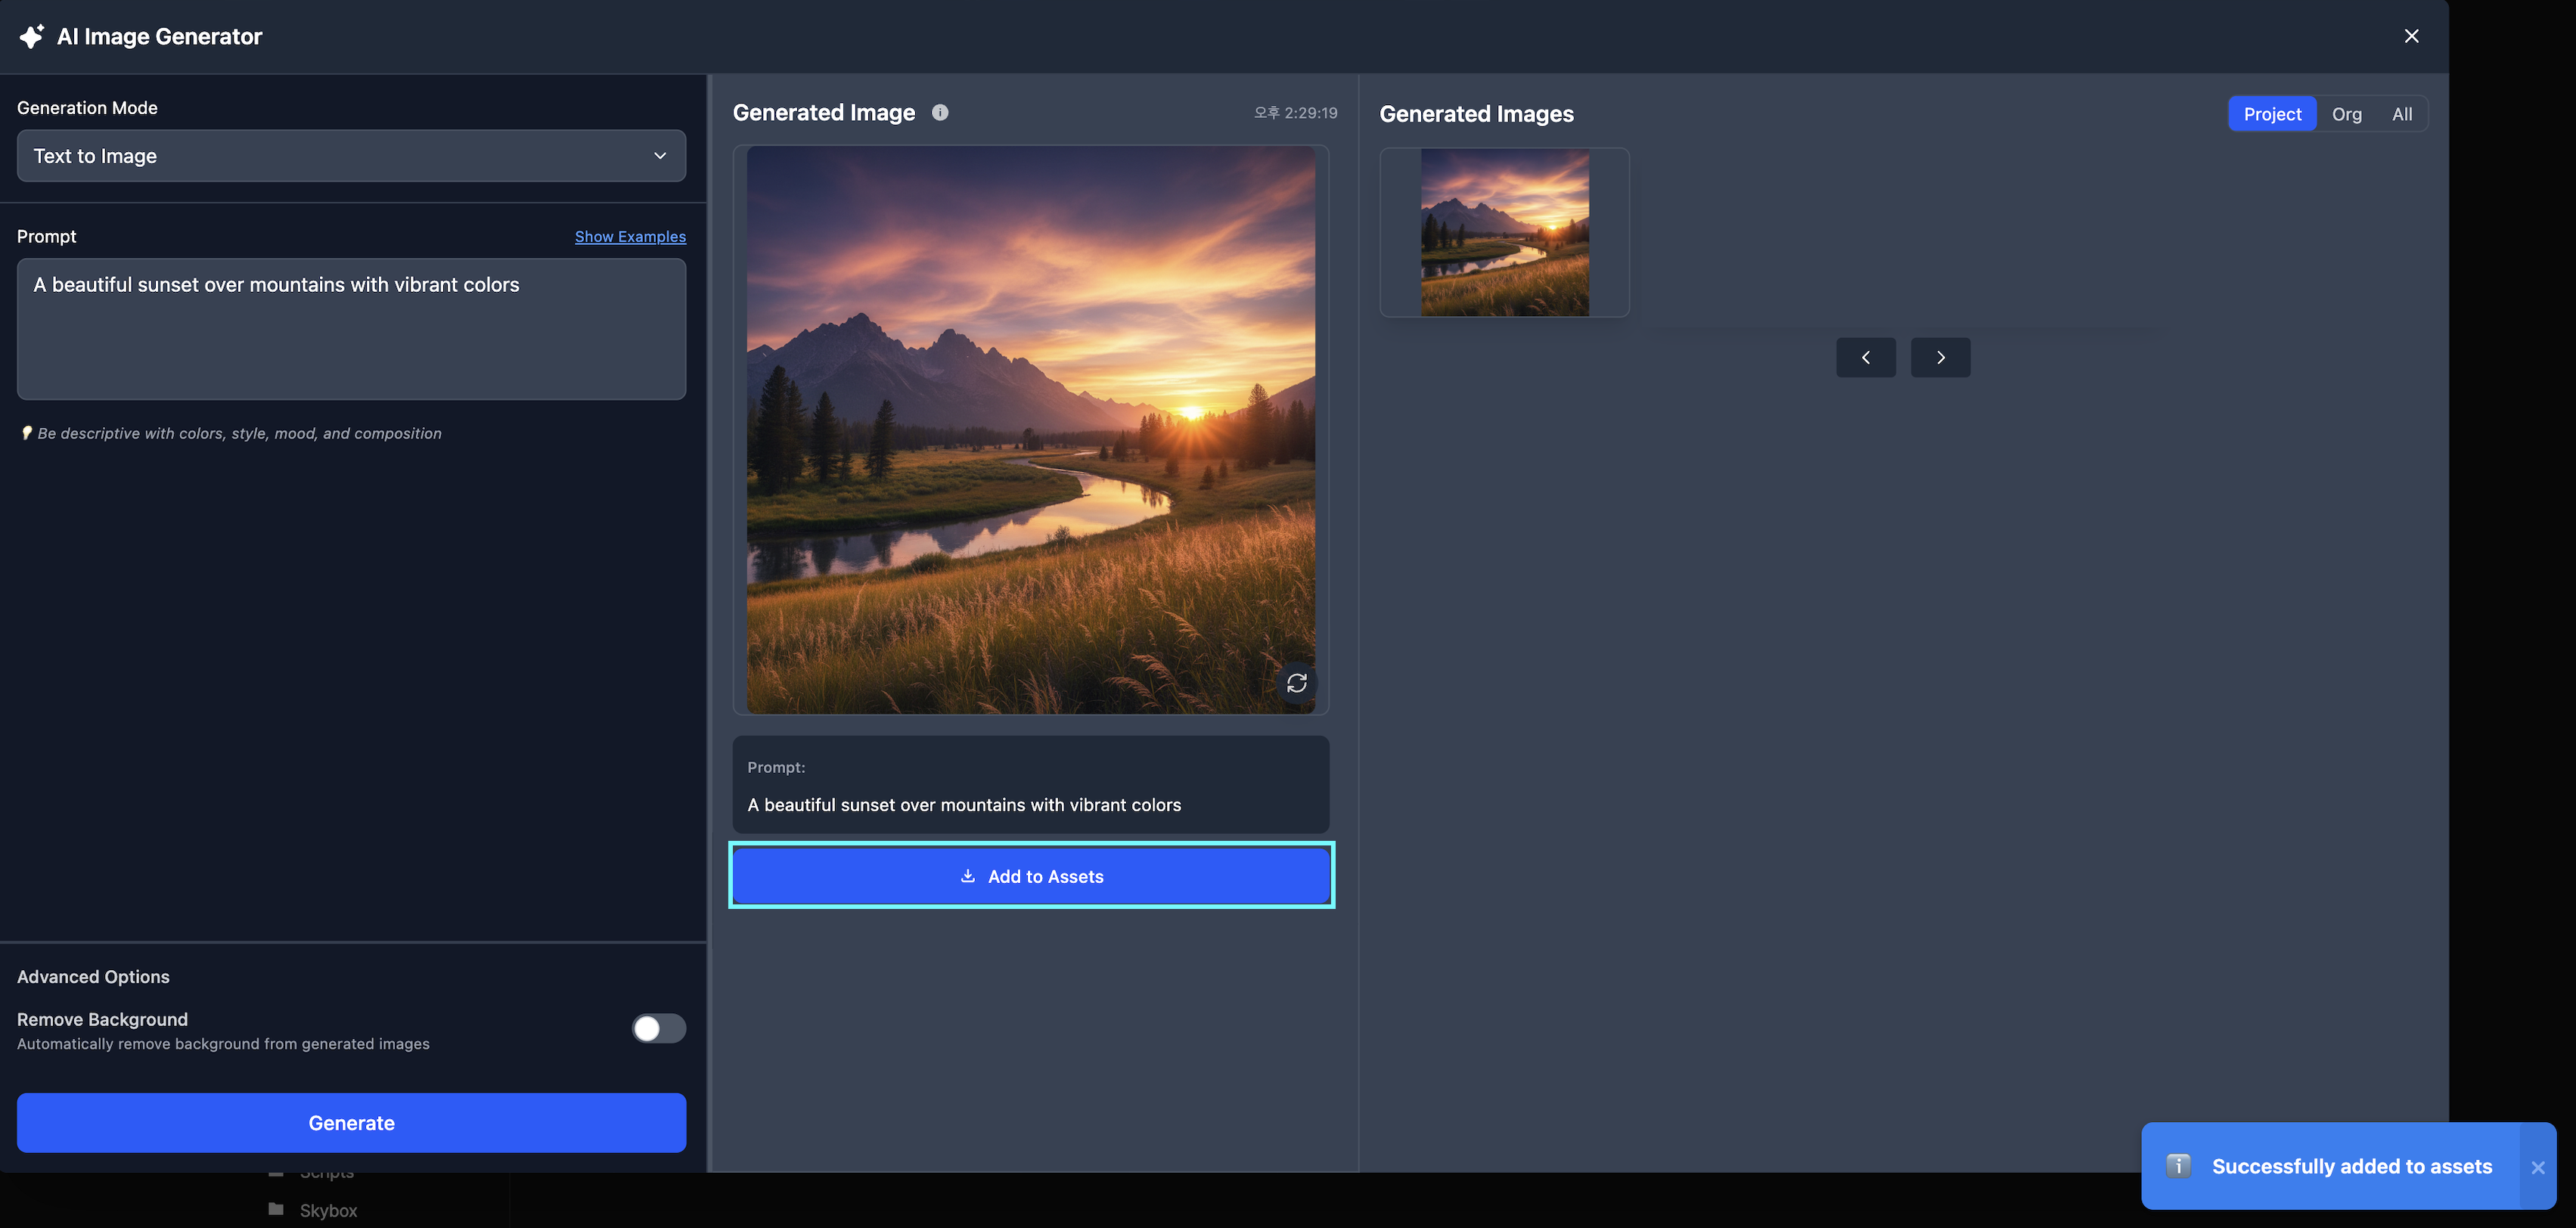 AI Image Generator
Generation Mode
Text to Image
Prompt
Show Examples
A beautiful sunset over mountains with vibrant colors
Be descriptive with colors, style, mood, and composition
Advanced Options
Remove Background
Automatically remove background from generated images
Generate
Generated Image
오후 2:29:19
Prompt:
A beautiful sunset over mountains with vibrant colors
Add to Assets
Generated Images
Project
Org
All
Scripts
Skybox
Successfully added to assets